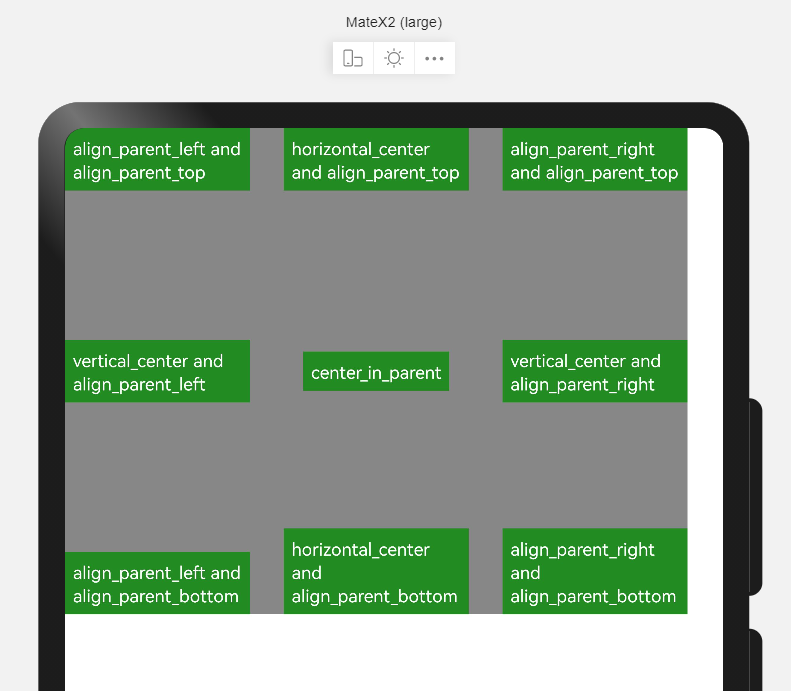 MateX2 (large)
align_parent_left and
align_parent_top
horizontal_center
and align_parent_top
align_parent_right
and align_parent_top
vertical_center and
align_parent_left
center_in_parent
vertical_center and
align_parent_right
align_parent_left and
align_parent_bottom
horizontal_center
and
align_parent_bottom
align_parent_right
and
align_parent_bottom